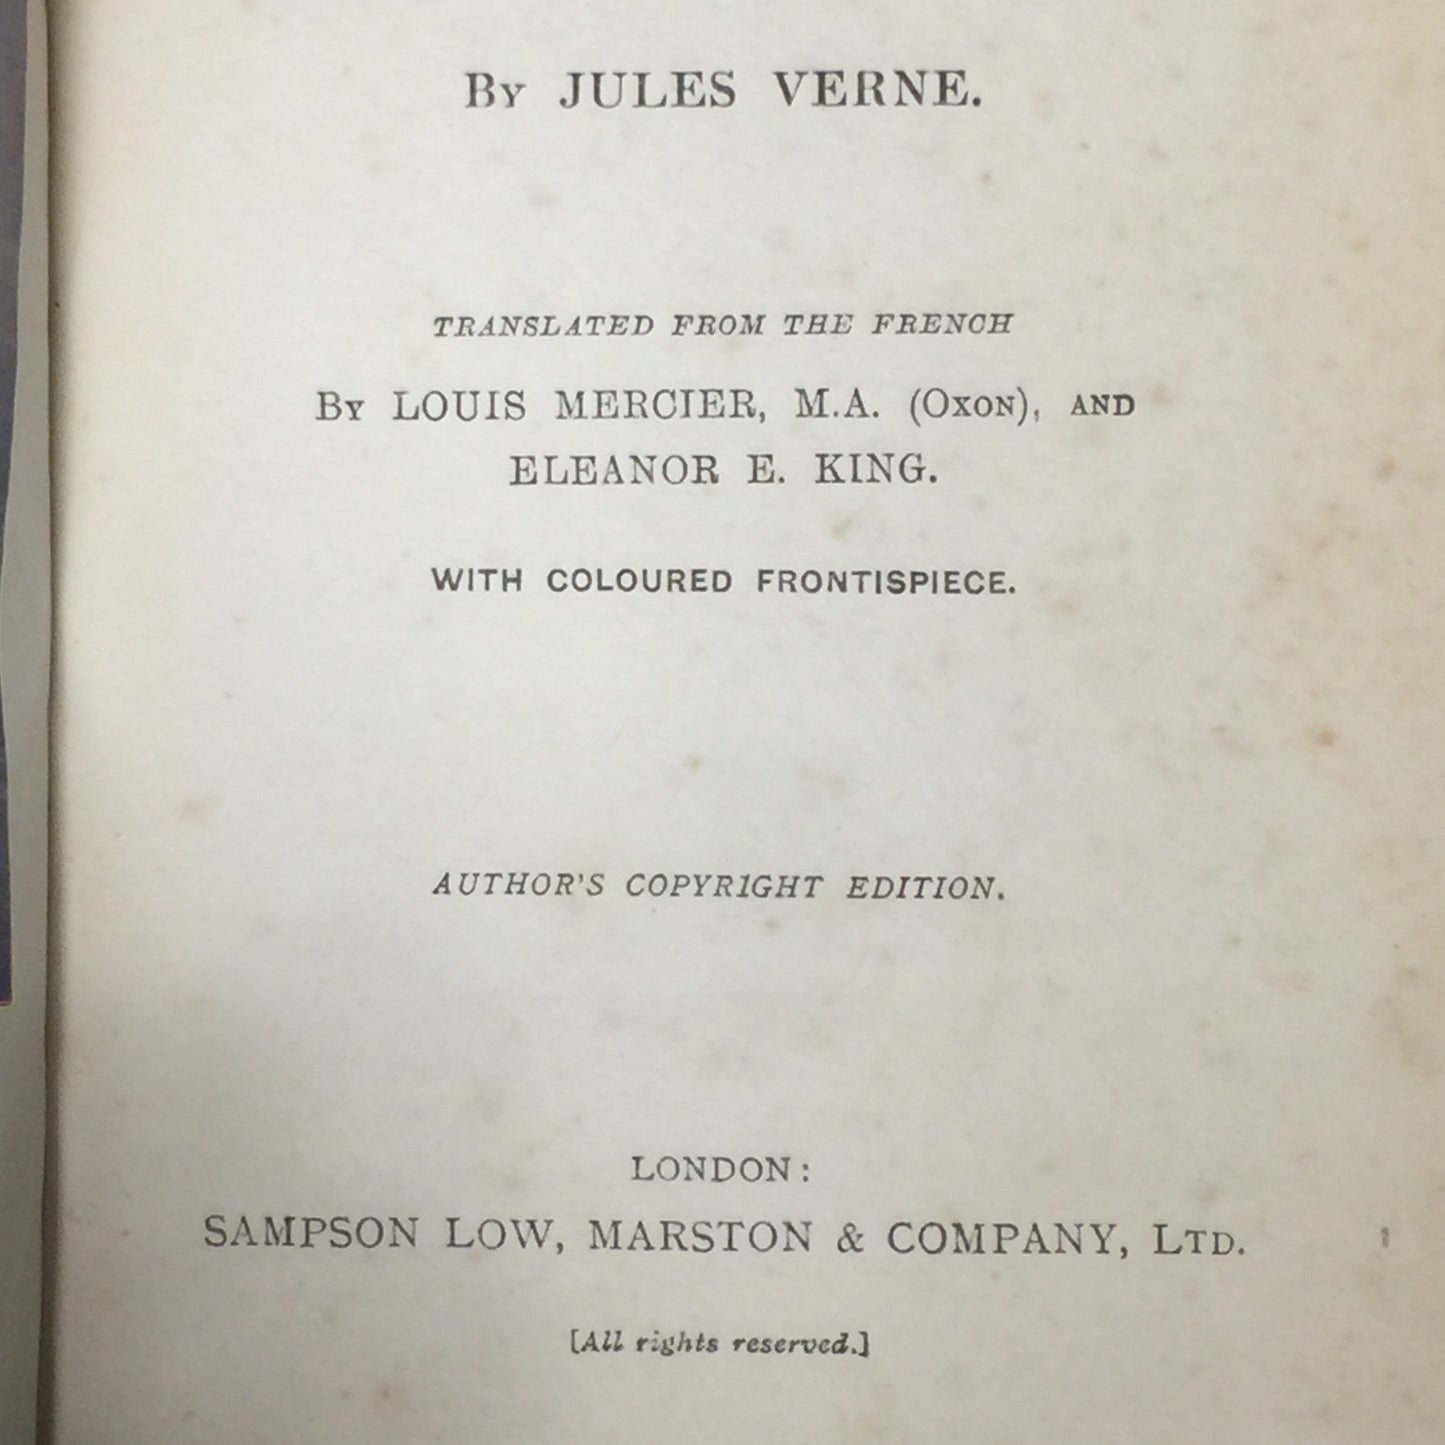 By JULES VERNE.
TRANSLATED FROM THE FRENCH
By LOUIS MERCIER, M.A. (Oxon), AND
ELEANOR E. KING.
WITH COLOURED FRONTISPIECE.
AUTHOR'S COPYRIGHT EDITION.
LONDON:
SAMPSON LOW, MARSTON & COMPANY, LTD.
[All rights reserved.]